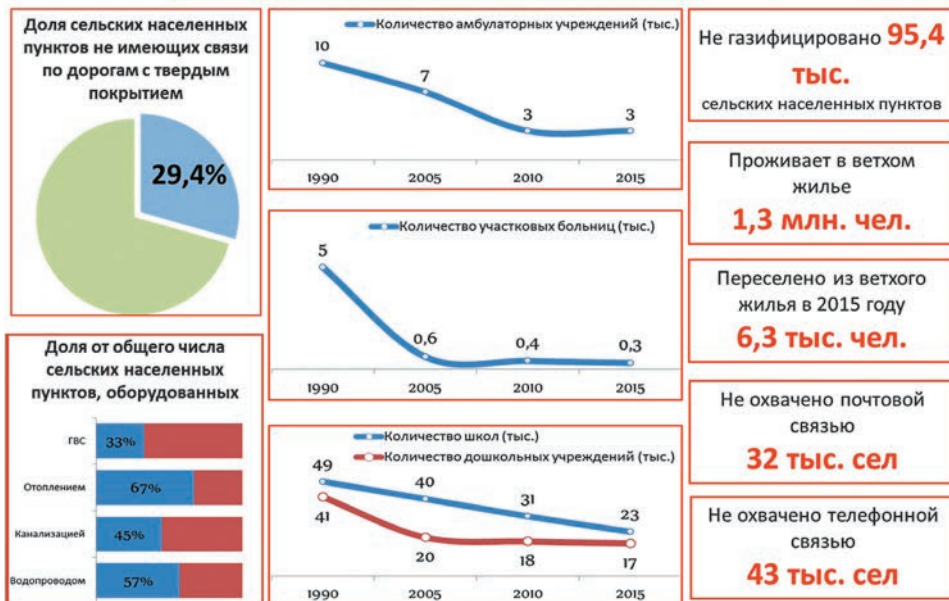 Доля сельских населенных
пунктов не имеющих связи
по дорогам с твердым
покрытием
29,4%
Доля от общего числа
сельских населенных
пунктов, оборудованных
ГВС
33%
Отоплением
67%
Канализацией
45%
Водопроводом
57%
Количество амбулаторных учреждений (тыс.)
10
7
3
3
1990
2005
2010
2015
Количество участковых больниц (тыс.)
5
0,6
0,4
0,3
1990
2005
2010
2015
Количество школ (тыс.)
Количество дошкольных учреждений (тыс.)
49
40
31
23
41
20
18
17
1990
2005
2010
2015
Не газифицировано 95,4
тыс.
сельских населенных пунктов
Проживает в ветхом
жилье
1,3 млн. чел.
Переселено из ветхого
жилья в 2015 году
6,3 тыс. чел.
Не охвачено почтовой
связью
32 тыс. сел
Не охвачено телефонной
связью
43 тыс. сел